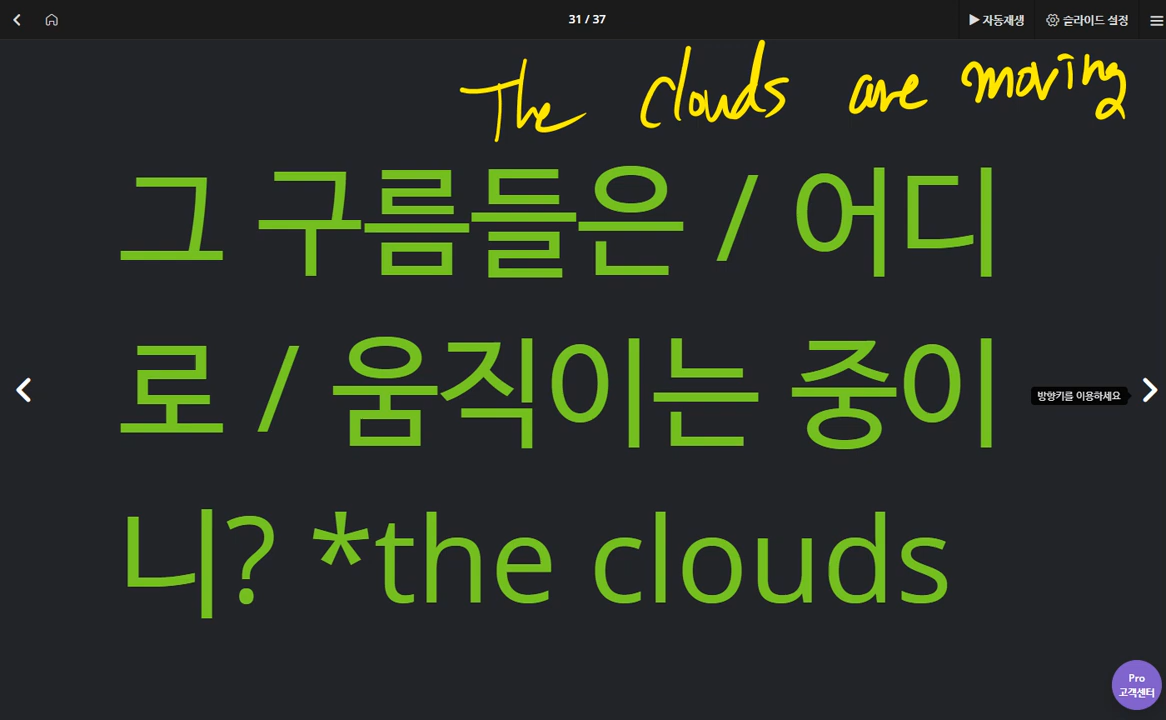 31 / 37
▶ 자동재생
슬라이드 설정
The clouds are moving
그 구름들은 / 어디
로 / 움직이는 중이
니? *the clouds
방향키를 이용하세요
Pro
고객센터